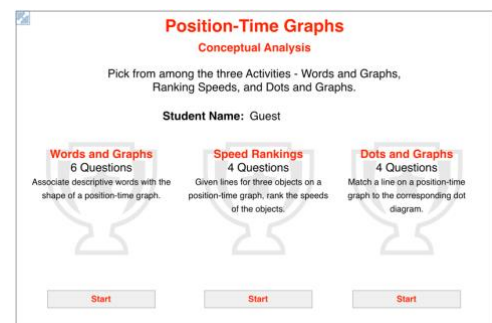 Position-Time Graphs
Conceptual Analysis
Pick from among the three Activities - Words and Graphs,
Ranking Speeds, and Dots and Graphs.
Student Name: Guest
Words and Graphs
6 Questions
Associate descriptive words with the
shape of a position-time graph.
Start
Speed Rankings
4 Questions
Given lines for three objects on a
position-time graph, rank the speeds
of the objects.
Start
Dots and Graphs
4 Questions
Match a line on a position-time
graph to the corresponding dot
diagram.
Start